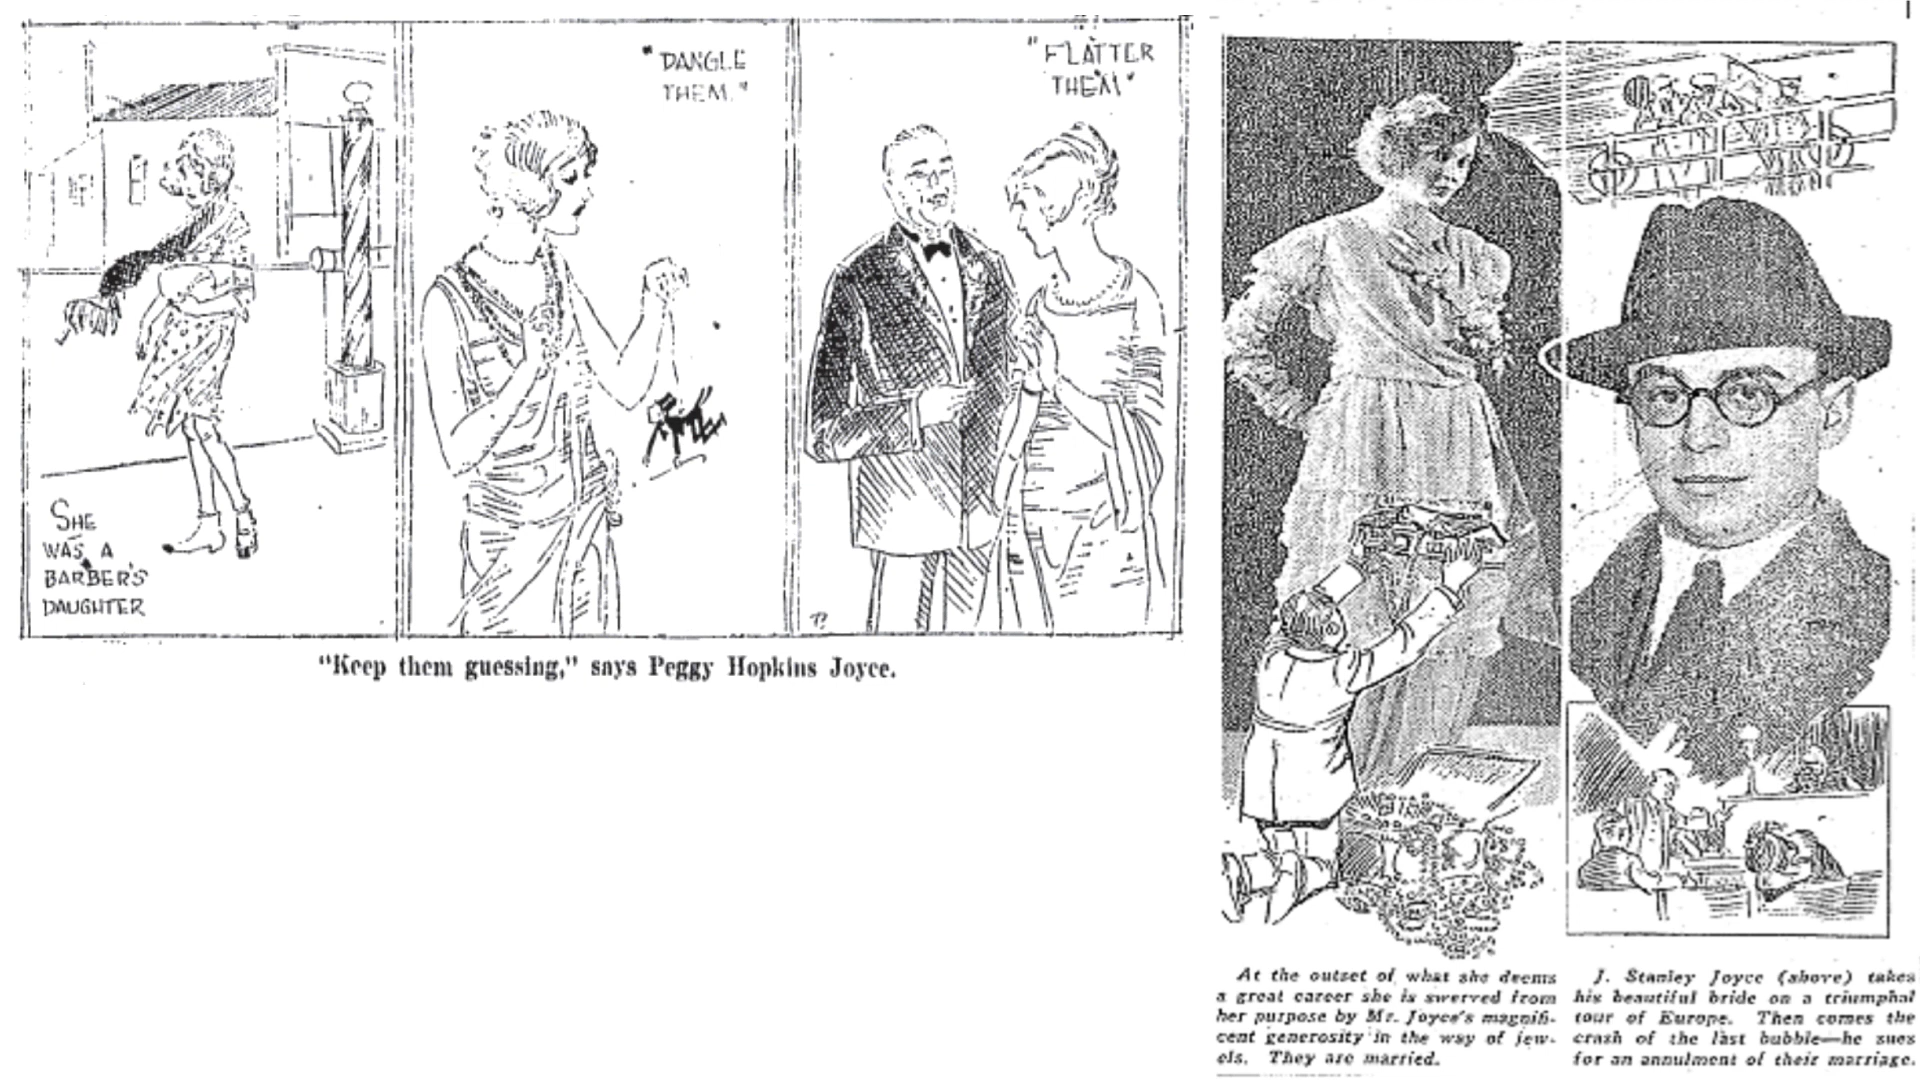 SHE
WAS A
BARBER'S
DAUGHTER
"DANGLE
THEM."
"FLATTER
THEM"
"Keep them guessing," says Peggy Hopkins Joyce.
At the outset of what she deems
a great career she is swerved from
her purpose by Mr. Joyce's magnifi-
cent generosity in the way of jew-
els. They are married.
J. Stanley Joyce (above) takes
his beautiful bride on a triumphal
tour of Europe. Then comes the
crash of the last bubble—he sues
for an annulment of their marriage.